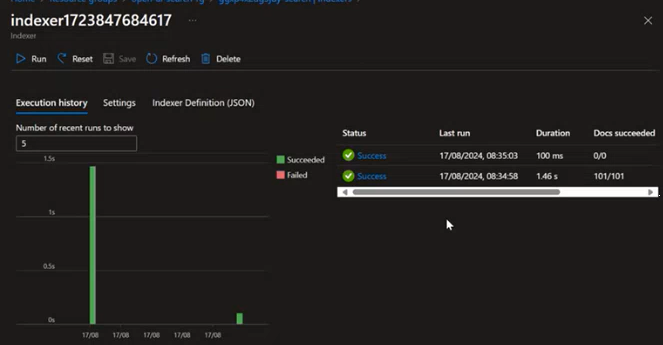 indexer1723847684617 ...
Indexer
Run Reset Save Refresh Delete
Execution history Settings Indexer Definition (JSON)
Number of recent runs to show
5
1.5s
1s
0.5s
0s
17/08 17/08 17/08 17/08 17/08
Succeeded
Failed
Status Last run Duration Docs succeeded
Success 17/08/2024, 08:35:03 100 ms 0/0
Success 17/08/2024, 08:34:58 1.46 s 101/101